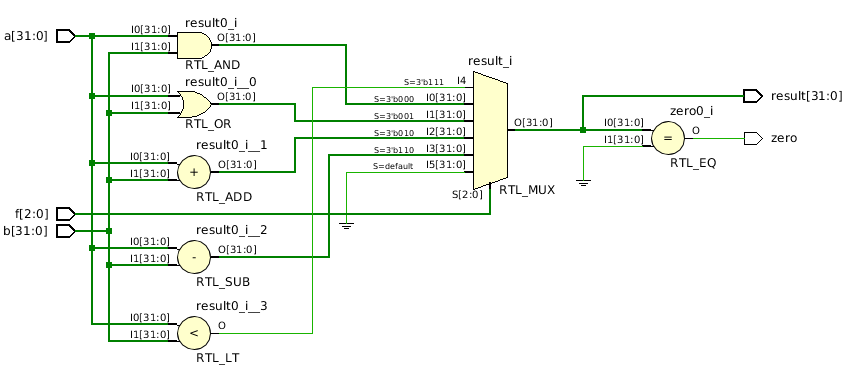 result0_i
a[31:0]
I0[31:0]
I1[31:0]
O[31:0]
RTL_AND
result0_i__0
I0[31:0]
I1[31:0]
O[31:0]
RTL_OR
result0_i__1
I0[31:0]
I1[31:0]
+
O[31:0]
RTL_ADD
f[2:0]
b[31:0]
result0_i__2
I0[31:0]
I1[31:0]
-
O[31:0]
RTL_SUB
result0_i__3
I0[31:0]
I1[31:0]
<
O
RTL_LT
result_i
S=3'b111 I4
S=3'b000 I0[31:0]
S=3'b001 I1[31:0]
S=3'b010 I2[31:0]
S=3'b110 I3[31:0]
S=default I5[31:0]
S[2:0]
O[31:0]
RTL_MUX
result[31:0]
zero0_i
I0[31:0]
I1[31:0]
=
O
zero
RTL_EQ